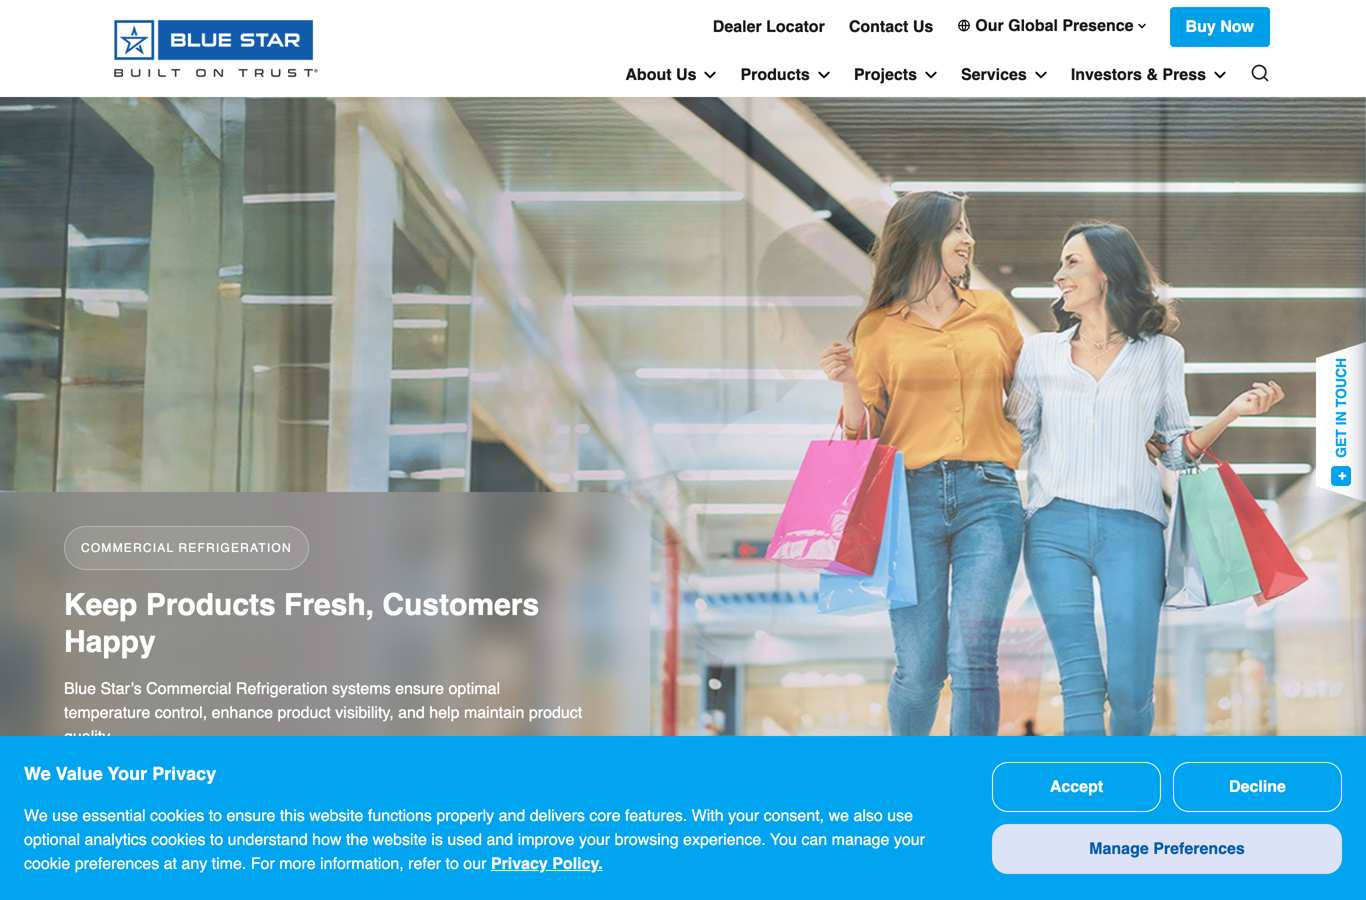 BLUE STAR
BUILT ON TRUST
Dealer Locator
Contact Us
Our Global Presence
Buy Now
About Us
Products
Projects
Services
Investors & Press
GET IN TOUCH
COMMERCIAL REFRIGERATION
Keep Products Fresh, Customers
Happy
Blue Star’s Commercial Refrigeration systems ensure optimal
temperature control, enhance product visibility, and help maintain product
quality.
We Value Your Privacy
We use essential cookies to ensure this website functions properly and delivers core features. With your consent, we also use
optional analytics cookies to understand how the website is used and improve your browsing experience. You can manage your
cookie preferences at any time. For more information, refer to our Privacy Policy.
Accept
Decline
Manage Preferences